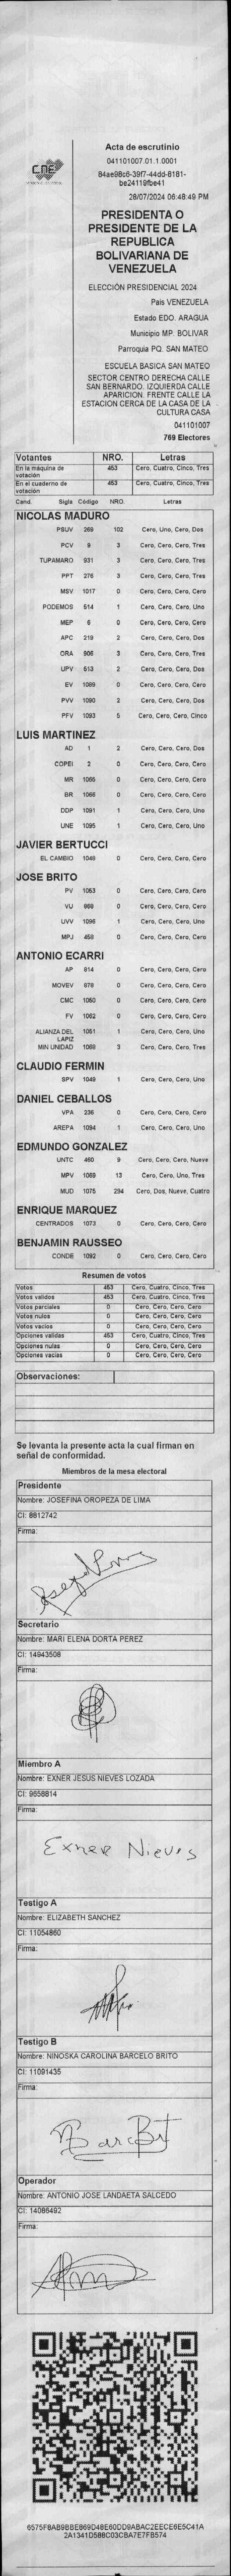 CNE
Acta de escrutinio
041101007.01.1.0001
84ae98c6-39f7-44dd-8181-
be24119fbe41
28/07/2024 06:48:49 PM
PRESIDENTA O
PRESIDENTE DE LA
REPUBLICA
BOLIVARIANA DE
VENEZUELA
ELECCIÓN PRESIDENCIAL 2024
Pais VENEZUELA
Estado EDO. ARAGUA
Municipio MP. BOLIVAR
Parroquia PQ. SAN MATEO
ESCUELA BASICA SAN MATEO
SECTOR CENTRO DERECHA CALLE
SAN BERNARDO. IZQUIERDA CALLE
APARICION. FRENTE CALLE LA
ESTACION CERCA DE LA CASA DE LA
CULTURA CASA
041101007
769 Electores
Votantes NRO. Letras
En la máquina de votación 453 Cero, Cuatro, Cinco, Tres
En el cuaderno de votación 453 Cero, Cuatro, Cinco, Tres
Cand. Sigla Código NRO. Letras
NICOLAS MADURO
PSUV 269 102 Cero, Uno, Cero, Dos
PCV 9 3 Cero, Cero, Cero, Tres
TUPAMARO 931 3 Cero, Cero, Cero, Tres
PPT 276 3 Cero, Cero, Cero, Tres
MSV 1017 0 Cero, Cero, Cero, Cero
PODEMOS 514 1 Cero, Cero, Cero, Uno
MEP 6 0 Cero, Cero, Cero, Cero
APC 219 2 Cero, Cero, Cero, Dos
ORA 906 3 Cero, Cero, Cero, Tres
UPV 513 2 Cero, Cero, Cero, Dos
EV 1089 0 Cero, Cero, Cero, Cero
PVV 1090 2 Cero, Cero, Cero, Dos
PFV 1093 5 Cero, Cero, Cero, Cinco
LUIS MARTINEZ
AD 1 2 Cero, Cero, Cero, Dos
COPEI 2 0 Cero, Cero, Cero, Cero
MR 1065 0 Cero, Cero, Cero, Cero
BR 1066 0 Cero, Cero, Cero, Cero
DDP 1091 1 Cero, Cero, Cero, Uno
UNE 1095 1 Cero, Cero, Cero, Uno
JAVIER BERTUCCI
EL CAMBIO 1048 0 Cero, Cero, Cero, Cero
JOSE BRITO
PV 1053 0 Cero, Cero, Cero, Cero
VU 868 0 Cero, Cero, Cero, Cero
UVV 1096 1 Cero, Cero, Cero, Uno
MPJ 458 0 Cero, Cero, Cero, Cero
ANTONIO ECARRI
AP 814 0 Cero, Cero, Cero, Cero
MOVEV 979 0 Cero, Cero, Cero, Cero
CMC 1050 0 Cero, Cero, Cero, Cero
FV 1062 0 Cero, Cero, Cero, Cero
ALIANZA DEL LAPIZ 1051 1 Cero, Cero, Cero, Uno
MIN UNIDAD 1068 3 Cero, Cero, Cero, Tres
CLAUDIO FERMIN
SPV 1049 1 Cero, Cero, Cero, Uno
DANIEL CEBALLOS
VPA 236 0 Cero, Cero, Cero, Cero
AREPA 1094 1 Cero, Cero, Cero, Uno
EDMUNDO GONZALEZ
UNTC 460 9 Cero, Cero, Cero, Nueve
MPV 1069 13 Cero, Cero, Uno, Tres
MUD 1075 294 Cero, Dos, Nueve, Cuatro
ENRIQUE MARQUEZ
CENTRADOS 1073 0 Cero, Cero, Cero, Cero
BENJAMIN RAUSSEO
CONDE 1092 0 Cero, Cero, Cero, Cero
Resumen de votos
Votos 453 Cero, Cuatro, Cinco, Tres
Votos validos 453 Cero, Cuatro, Cinco, Tres
Votos parciales 0 Cero, Cero, Cero, Cero
Votos nulos 0 Cero, Cero, Cero, Cero
Votos vacios 0 Cero, Cero, Cero, Cero
Opciones validas 453 Cero, Cuatro, Cinco, Tres
Opciones nulas 0 Cero, Cero, Cero, Cero
Opciones vacias 0 Cero, Cero, Cero, Cero
Observaciones:
Se levanta la presente acta la cual firman en
señal de conformidad.
Miembros de la mesa electoral
Presidente
Nombre: JOSEFINA OROPEZA DE LIMA
CI: 8812742
Firma:
Secretario
Nombre: MARI ELENA DORTA PEREZ
CI: 14943508
Firma:
Miembro A
Nombre: EXNER JESUS NIEVES LOZADA
CI: 9658814
Firma:
Exner Nieves
Testigo A
Nombre: ELIZABETH SANCHEZ
CI: 11054860
Firma:
Testigo B
Nombre: NINOSKA CAROLINA BARCELO BRITO
CI: 11091435
Firma:
Operador
Nombre: ANTONIO JOSE LANDAETA SALCEDO
CI: 14086492
Firma:
6575F8AB9BBE869D48E60DD9ABAC2EECE6E5C41A
2A1341D588C03CBA7E7FB574